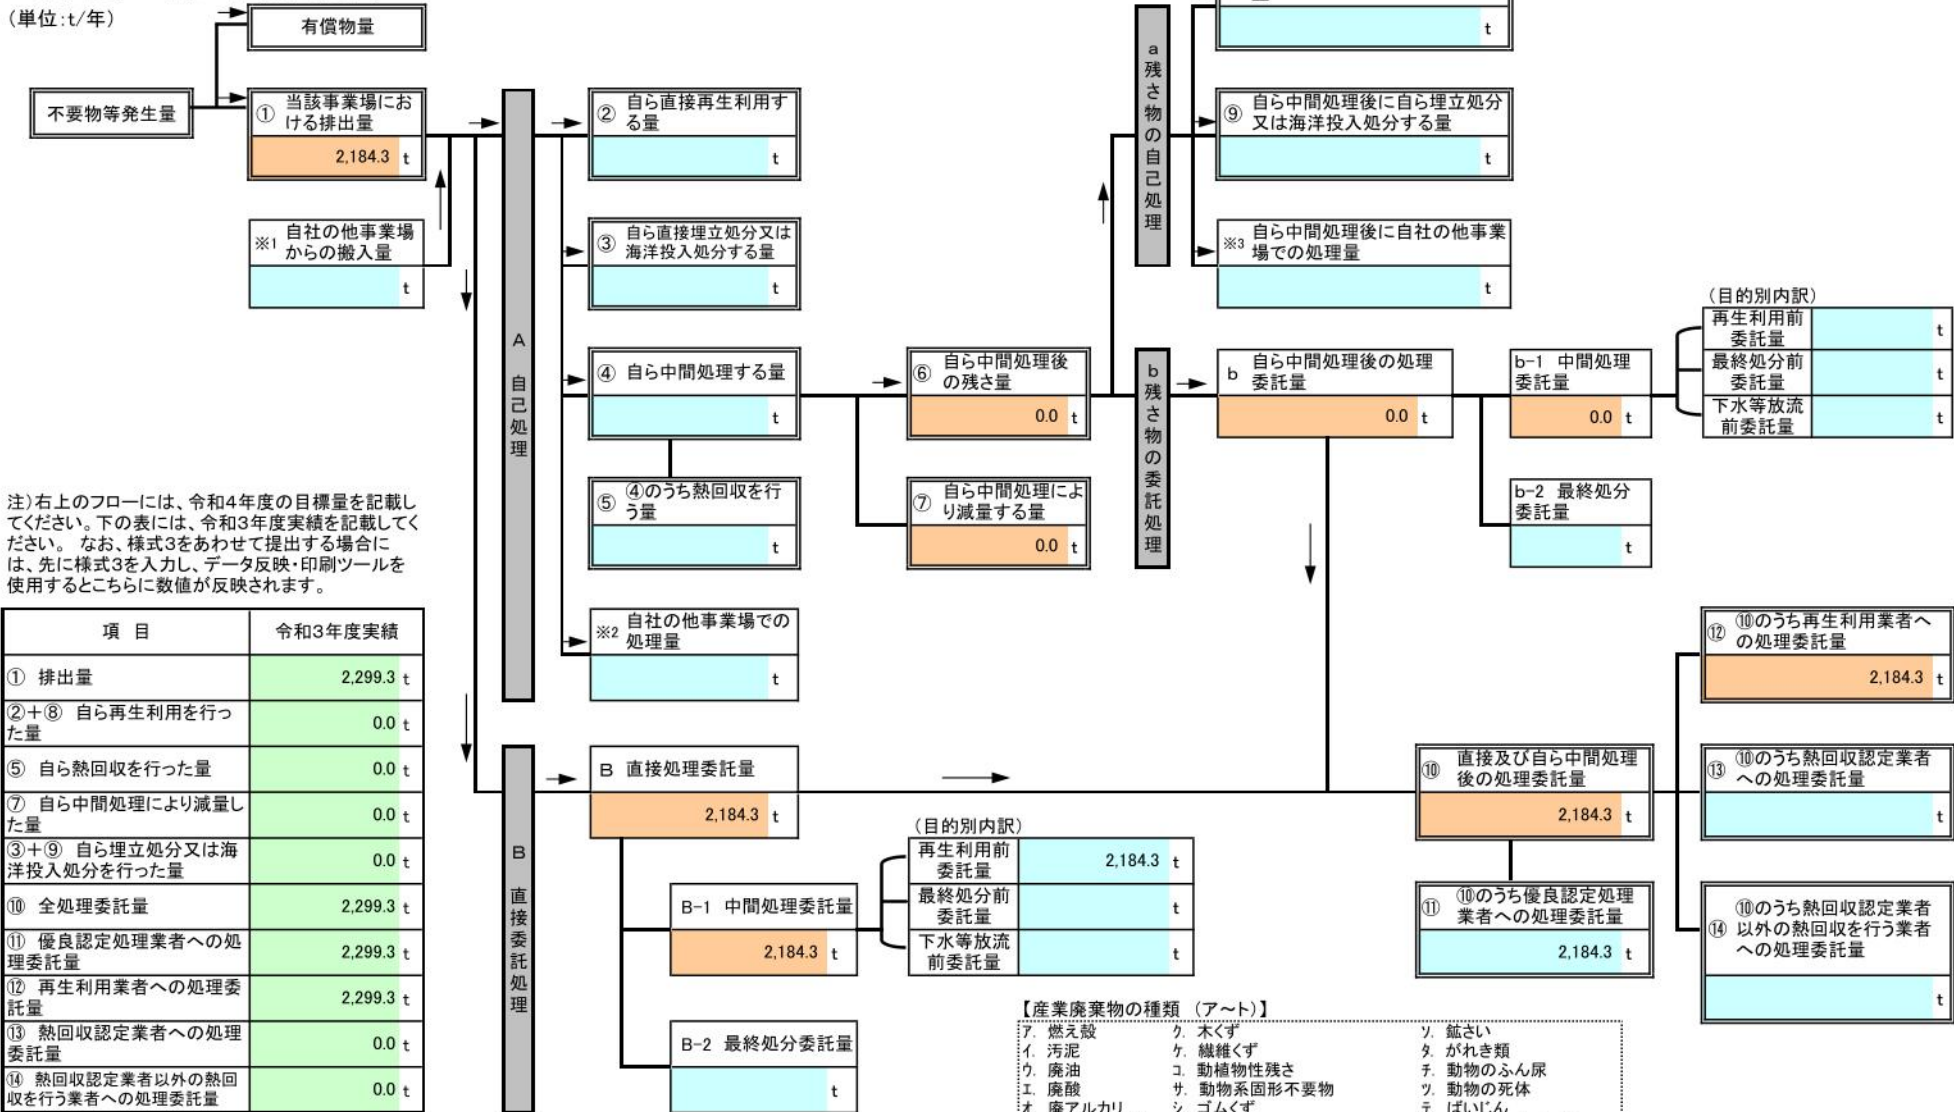 (単位:t/年)
有償物量
不要物等発生量
① 当該事業場にお
ける排出量
2,184.3 t
※1 自社の他事業場
からの搬入量
t
A 自己処理
② 自ら直接再生利用す
る量
t
③ 自ら直接埋立処分又は
海洋投入処分する量
t
④ 自ら中間処理する量
t
⑤ ④のうち熱回収を行
う量
t
※2 自社の他事業場での
処理量
t
⑥ 自ら中間処理後
の残さ量
0.0 t
⑦ 自ら中間処理によ
り減量する量
0.0 t
a 残さ物の自己処理
t
⑨ 自ら中間処理後に自ら埋立処分
又は海洋投入処分する量
t
※3 自ら中間処理後に自社の他事業
場での処理量
t
b 残さ物の委託処理
b 自ら中間処理後の処理
委託量
0.0 t
b-1 中間処理
委託量
0.0 t
(目的別内訳)
再生利用前
委託量
t
最終処分前
委託量
t
下水等放流
前委託量
t
b-2 最終処分
委託量
t
注)右上のフローには、令和4年度の目標量を記載し
てください。下の表には、令和3年度実績を記載してく
ださい。 なお、様式3をあわせて提出する場合に
は、先に様式3を入力し、データ反映・印刷ツールを
使用するとこちらに数値が反映されます。
項 目 令和3年度実績
① 排出量 2,299.3 t
②+⑧ 自ら再生利用を行っ
た量 0.0 t
⑤ 自ら熱回収を行った量 0.0 t
⑦ 自ら中間処理により減量し
た量 0.0 t
③+⑨ 自ら埋立処分又は海
洋投入処分を行った量 0.0 t
⑩ 全処理委託量 2,299.3 t
⑪ 優良認定処理業者への処
理委託量 2,299.3 t
⑫ 再生利用業者への処理委
託量 2,299.3 t
⑬ 熱回収認定業者への処理
委託量 0.0 t
⑭ 熱回収認定業者以外の熱回
収を行う業者への処理委託量 0.0 t
B 直接委託処理
B 直接処理委託量
2,184.3 t
B-1 中間処理委託量
2,184.3 t
(目的別内訳)
再生利用前
委託量
2,184.3 t
最終処分前
委託量
t
下水等放流
前委託量
t
B-2 最終処分委託量
t
⑩ 直接及び自ら中間処理
後の処理委託量
2,184.3 t
⑪ ⑩のうち優良認定処理
業者への処理委託量
2,184.3 t
⑫ ⑩のうち再生利用業者へ
の処理委託量
2,184.3 t
⑬ ⑩のうち熱回収認定業者
への処理委託量
t
⑭ ⑩のうち熱回収認定業者
以外の熱回収を行う業者
への処理委託量
t
【産業廃棄物の種類 (ア~ト)】
ア. 燃え殻 ク. 木くず ソ. 鉱さい
イ. 汚泥 ケ. 繊維くず タ. がれき類
ウ. 廃油 コ. 動植物性残さ チ. 動物のふん尿
エ. 廃酸 サ. 動物系固形不要物 ツ. 動物の死体
オ. 廃アルカリ シ. ゴムくず テ. ばいじん